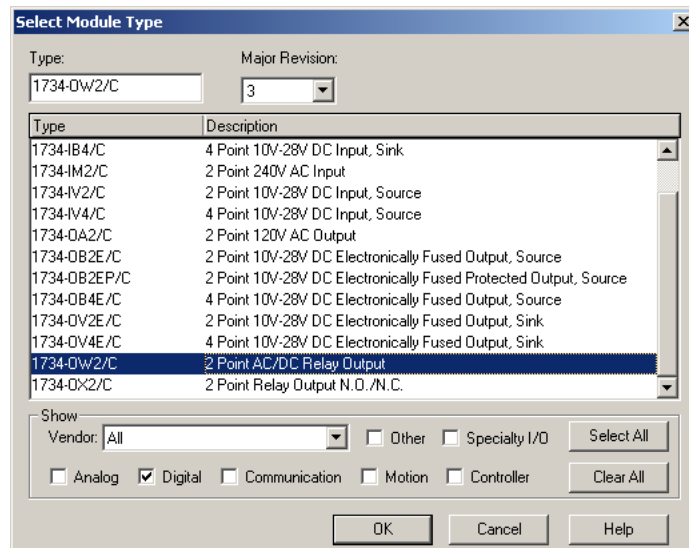 Select Module Type
Type: Major Revision:
1734-OW2/C 3
Type Description
1734-IB4/C 4 Point 10V-28V DC Input, Sink
1734-IM2/C 2 Point 240V AC Input
1734-IV2/C 2 Point 10V-28V DC Input, Source
1734-IV4/C 4 Point 10V-28V DC Input, Source
1734-OA2/C 2 Point 120V AC Output
1734-OB2E/C 2 Point 10V-28V DC Electronically Fused Output, Source
1734-OB2EP/C 2 Point 10V-28V DC Electronically Fused Protected Output, Source
1734-OB4E/C 4 Point 10V-28V DC Electronically Fused Output, Source
1734-OV2E/C 2 Point 10V-28V DC Electronically Fused Output, Sink
1734-OV4E/C 4 Point 10V-28V DC Electronically Fused Output, Sink
1734-OW2/C 2 Point AC/DC Relay Output
1734-OX2/C 2 Point Relay Output N.O./N.C.
Show
Vendor: All Other Specialty I/O Select All
Analog Digital Communication Motion Controller Clear All
OK Cancel Help